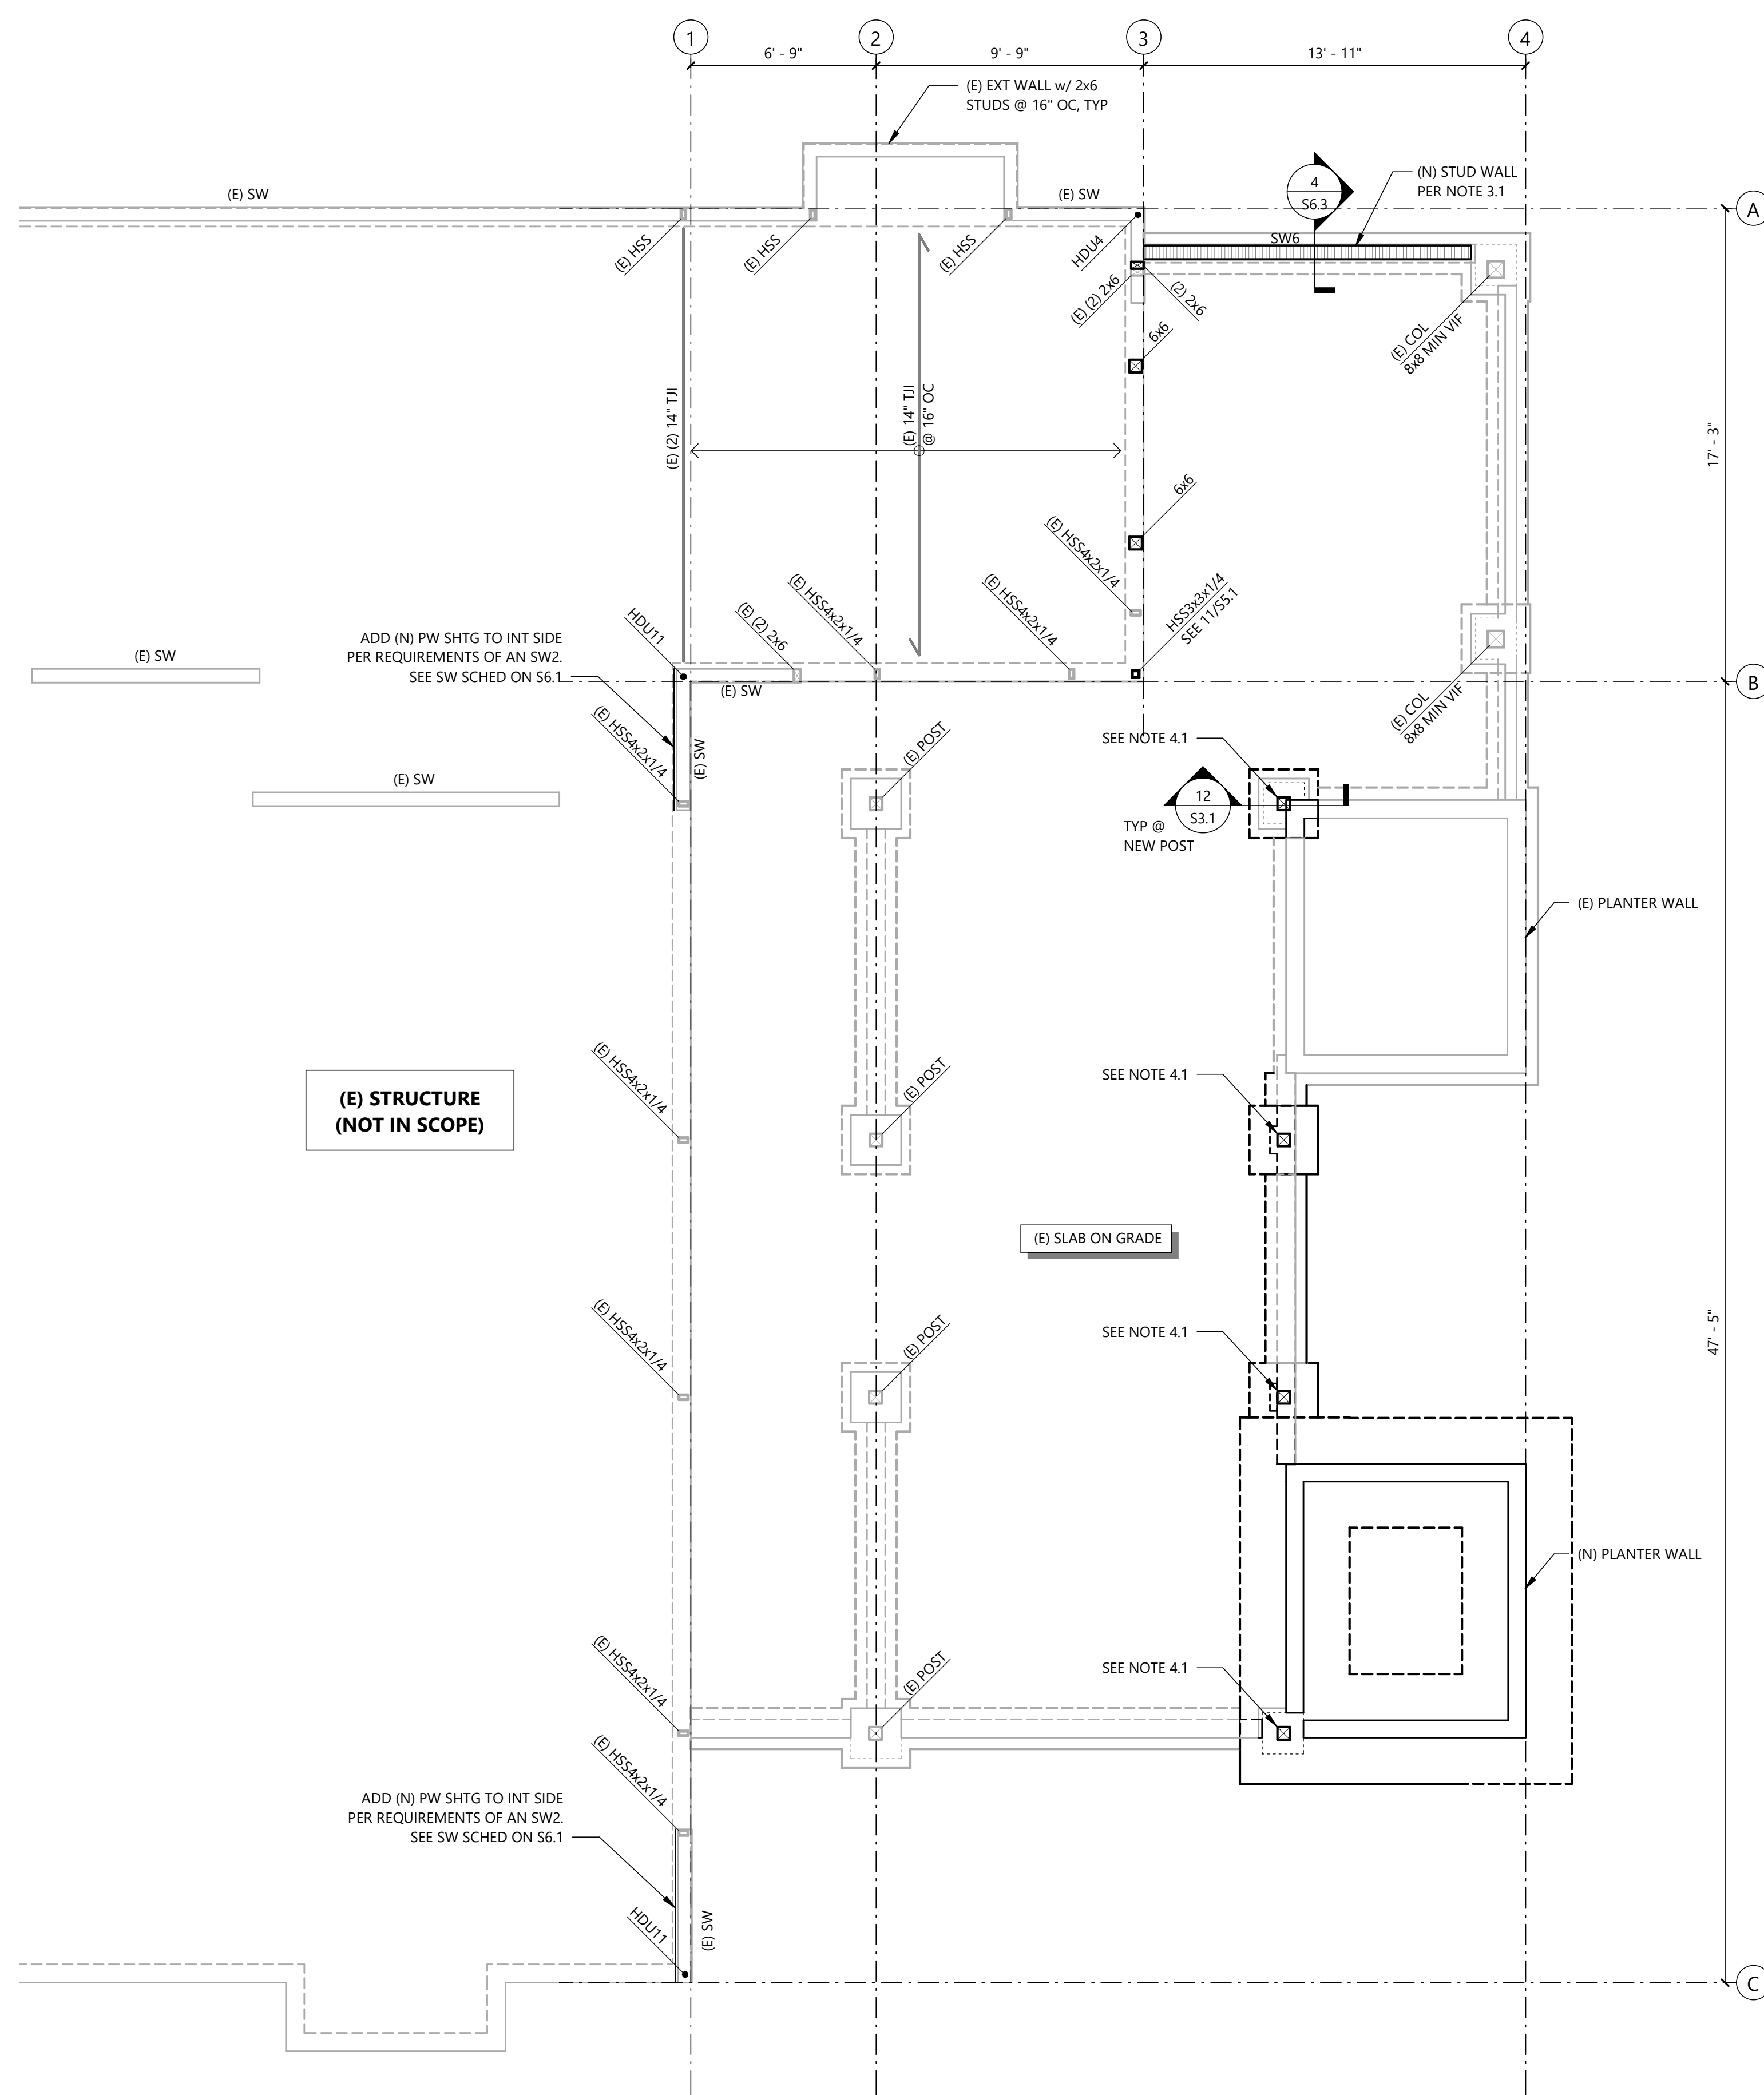 1
2
3
4
6' - 9"
9' - 9"
13' - 11"
(E) EXT WALL w/ 2x6
STUDS @ 16" OC, TYP
4
S6.3
(N) STUD WALL
PER NOTE 3.1
(E) SW
(E) SW
A
SW6
(E) HSS
(E) HSS
(E) HSS
HDU4
(E) (2) 2x6
(2) 2x6
6x6
(E) COL
8x8 MIN VIF
(E) (2) 14" TJI
(E) 14" TJI
@ 16" OC
17' - 3"
6x6
(E) HSS4x2x1/4
HSS3x3x1/4
SEE 11/S5.1
HDU11
(E) (2) 2x6
(E) HSS4x2x1/4
(E) HSS4x2x1/4
ADD (N) PW SHTG TO INT SIDE
PER REQUIREMENTS OF AN SW2.
SEE SW SCHED ON S6.1
(E) SW
(E) SW
B
(E) COL
8x8 MIN VIF
(E) HSS4x2x1/4
(E) SW
(E) POST
SEE NOTE 4.1
(E) SW
12
S3.1
TYP @
NEW POST
(E) PLANTER WALL
(E) STRUCTURE
(NOT IN SCOPE)
(E) HSS4x2x1/4
(E) POST
SEE NOTE 4.1
(E) SLAB ON GRADE
(E) HSS4x2x1/4
(E) POST
SEE NOTE 4.1
47' - 5"
(N) PLANTER WALL
(E) HSS4x2x1/4
(E) POST
SEE NOTE 4.1
(E) HSS4x2x1/4
ADD (N) PW SHTG TO INT SIDE
PER REQUIREMENTS OF AN SW2.
SEE SW SCHED ON S6.1
HDU11
(E) SW
C